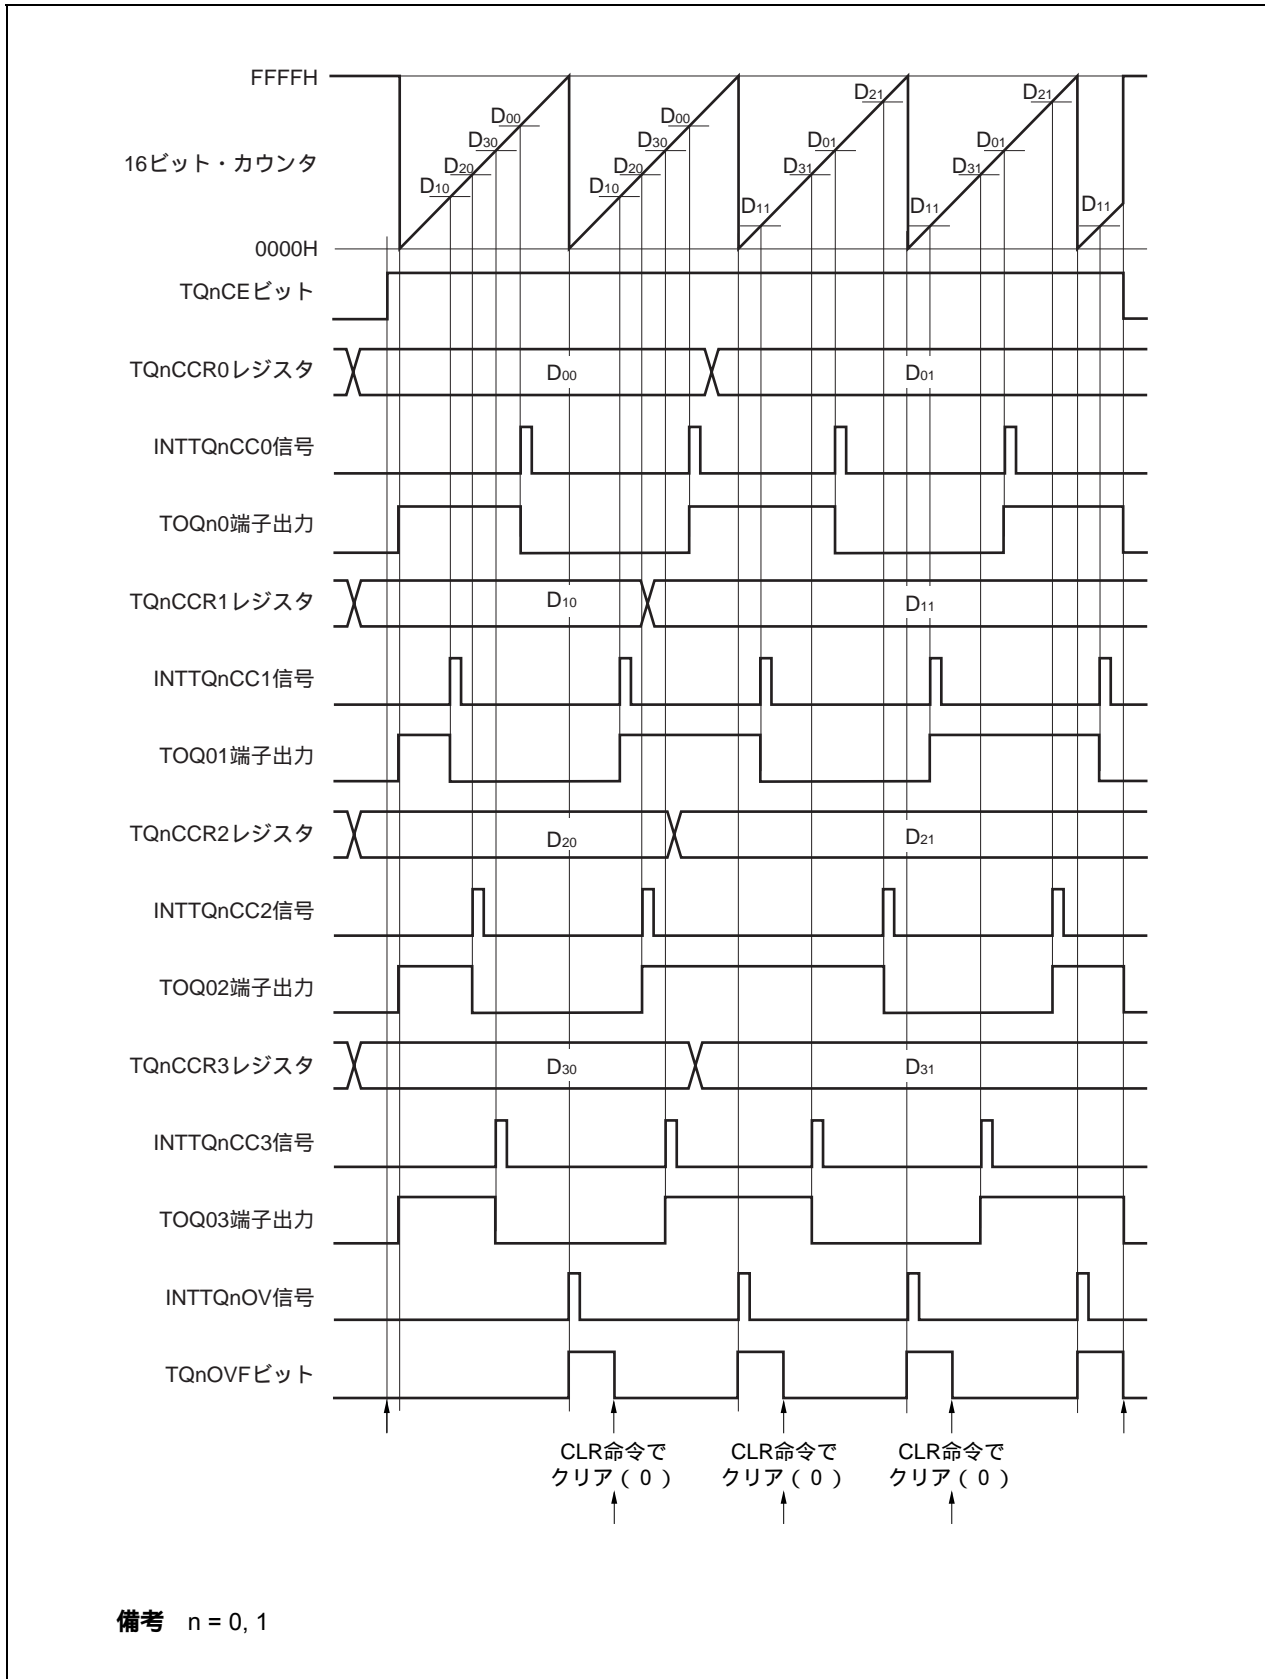 FFFFH
D00
D30
D20
D10
D00
D30
D20
D10
D21
D01
D31
D11
D21
D01
D31
D11
D11
16ビット・カウンタ
0000H
TQnCEビット
TQnCCR0レジスタ
D00
D01
INTTQnCC0信号
TOQn0端子出力
TQnCCR1レジスタ
D10
D11
INTTQnCC1信号
TOQ01端子出力
TQnCCR2レジスタ
D20
D21
INTTQnCC2信号
TOQ02端子出力
TQnCCR3レジスタ
D30
D31
INTTQnCC3信号
TOQ03端子出力
INTTQnOV信号
TQnOVFビット
CLR命令で
クリア(0)
CLR命令で
クリア(0)
CLR命令で
クリア(0)
備考 n = 0, 1